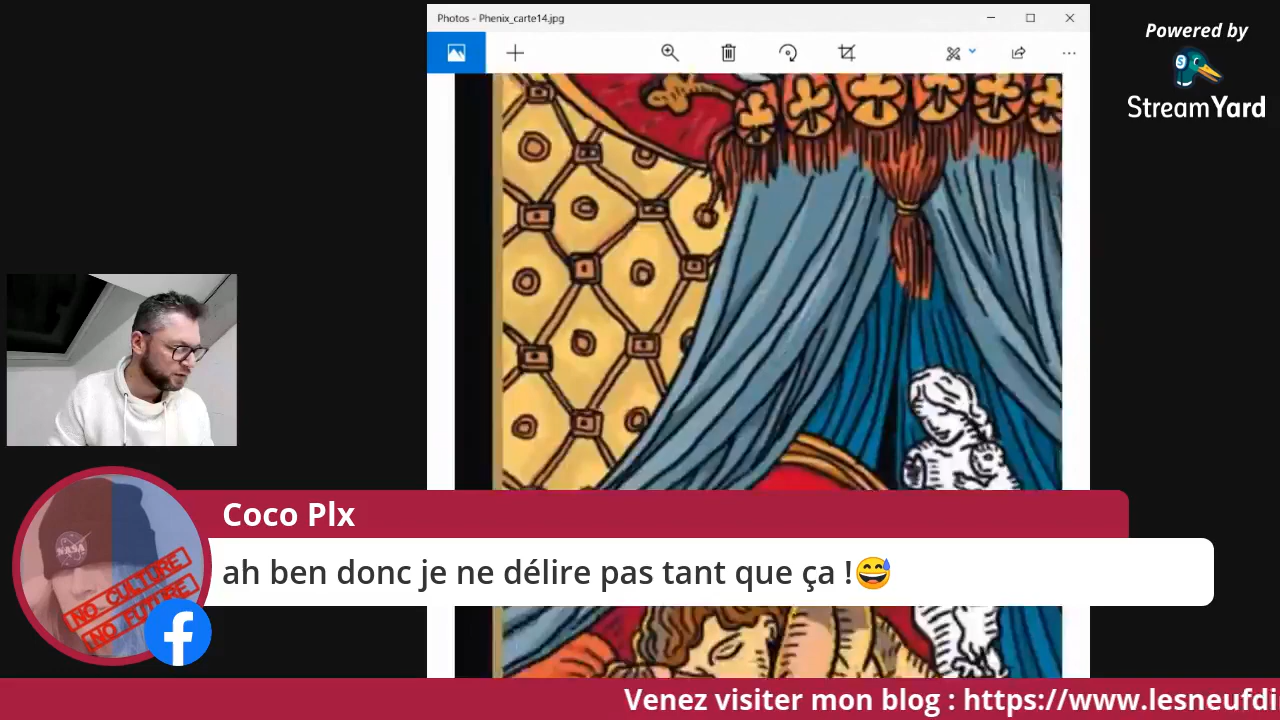 Photos - Phenix_carte14.jpg
Powered by
StreamYard
Coco Plx
NASA
NO CULTURE
NO FUTURE
ah ben donc je ne délire pas tant que ça !😅
Venez visiter mon blog : https://www.lesneufdi